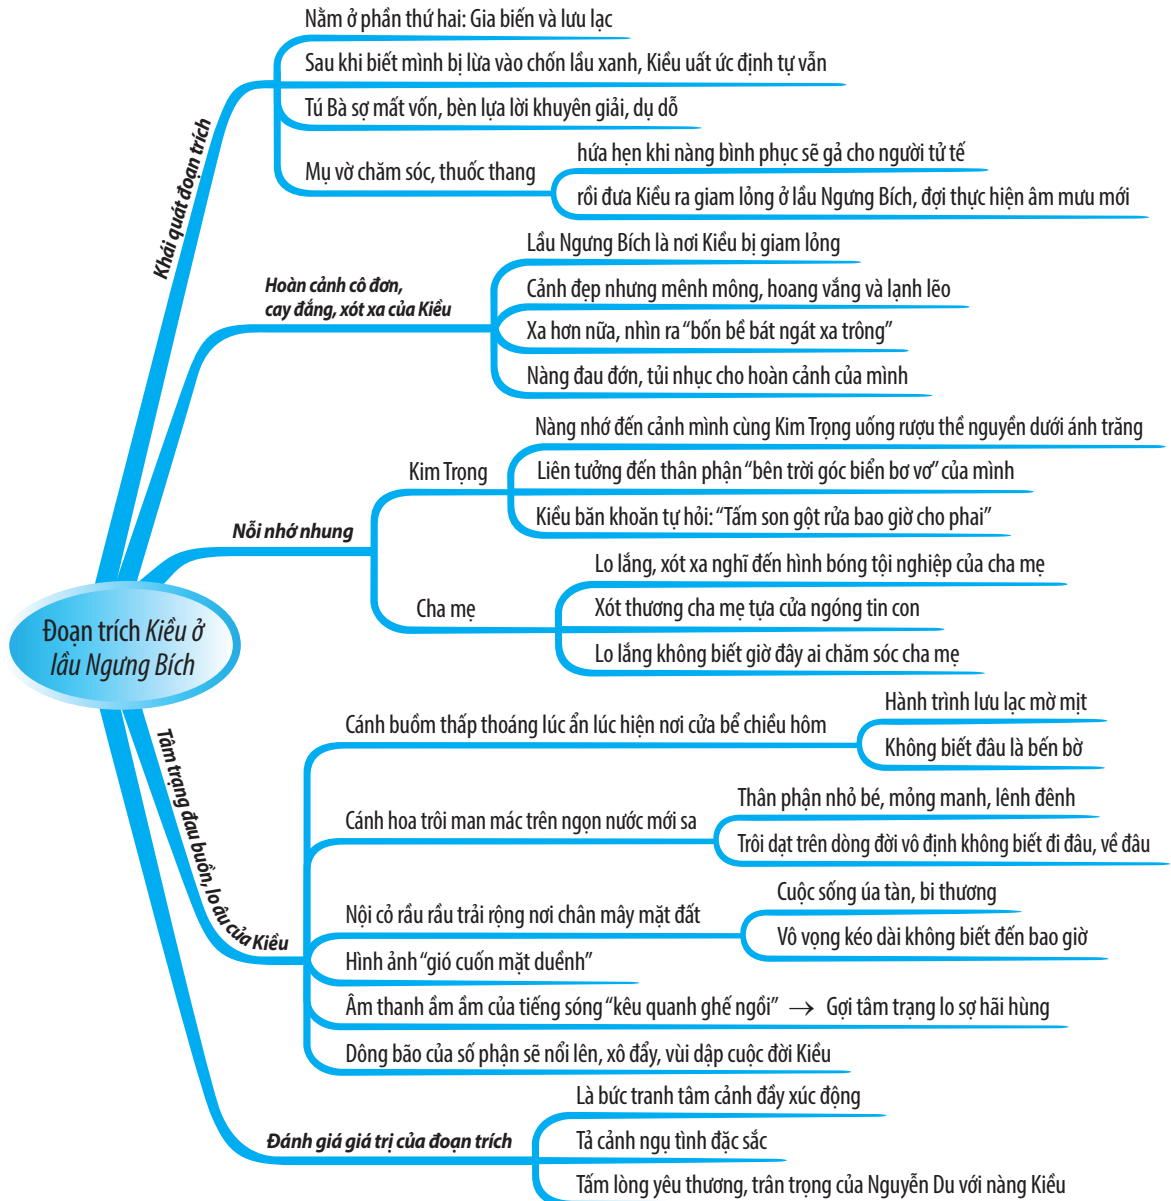 Nằm ở phần thứ hai: Gia biến và lưu lạc
Sau khi biết mình bị lừa vào chốn lầu xanh, Kiều uất ức định tự vẫn
Tú Bà sợ mất vốn, bèn lựa lời khuyên giải, dụ dỗ
Mụ vờ chăm sóc, thuốc thang
hứa hẹn khi nàng bình phục sẽ gả cho người tử tế
rồi đưa Kiều ra giam lỏng ở lầu Ngưng Bích, đợi thực hiện âm mưu mới
Khái quát đoạn trích
Hoàn cảnh cô đơn,
cay đắng, xót xa của Kiều
Lầu Ngưng Bích là nơi Kiều bị giam lỏng
Cảnh đẹp nhưng mênh mông, hoang vắng và lạnh lẽo
Xa hơn nữa, nhìn ra “bốn bề bát ngát xa trông”
Nàng đau đớn, tủi nhục cho hoàn cảnh của mình
Nỗi nhớ nhung
Kim Trọng
Nàng nhớ đến cảnh mình cùng Kim Trọng uống rượu thề nguyền dưới ánh trăng
Liên tưởng đến thân phận “bên trời góc biển bơ vơ” của mình
Kiều băn khoăn tự hỏi: “Tấm son gột rửa bao giờ cho phai”
Cha mẹ
Lo lắng, xót xa nghĩ đến hình bóng tội nghiệp của cha mẹ
Xót thương cha mẹ tựa cửa ngóng tin con
Lo lắng không biết giờ đây ai chăm sóc cha mẹ
Đoạn trích Kiều ở
lầu Ngưng Bích
Tâm trạng đau buồn, lo âu của Kiều
Cánh buồm thấp thoáng lúc ẩn lúc hiện nơi cửa bể chiều hôm
Hành trình lưu lạc mờ mịt
Không biết đâu là bến bờ
Cánh hoa trôi man mác trên ngọn nước mới sa
Thân phận nhỏ bé, mỏng manh, lênh đênh
Trôi dạt trên dòng đời vô định không biết đi đâu, về đâu
Nội cỏ rầu rầu trải rộng nơi chân mây mặt đất
Cuộc sống úa tàn, bi thương
Vô vọng kéo dài không biết đến bao giờ
Hình ảnh “gió cuốn mặt duềnh”
Âm thanh ầm ầm của tiếng sóng “kêu quanh ghế ngồi” → Gợi tâm trạng lo sợ hãi hùng
Dông bão của số phận sẽ nổi lên, xô đẩy, vùi dập cuộc đời Kiều
Đánh giá giá trị của đoạn trích
Là bức tranh tâm cảnh đầy xúc động
Tả cảnh ngụ tình đặc sắc
Tấm lòng yêu thương, trân trọng của Nguyễn Du với nàng Kiều